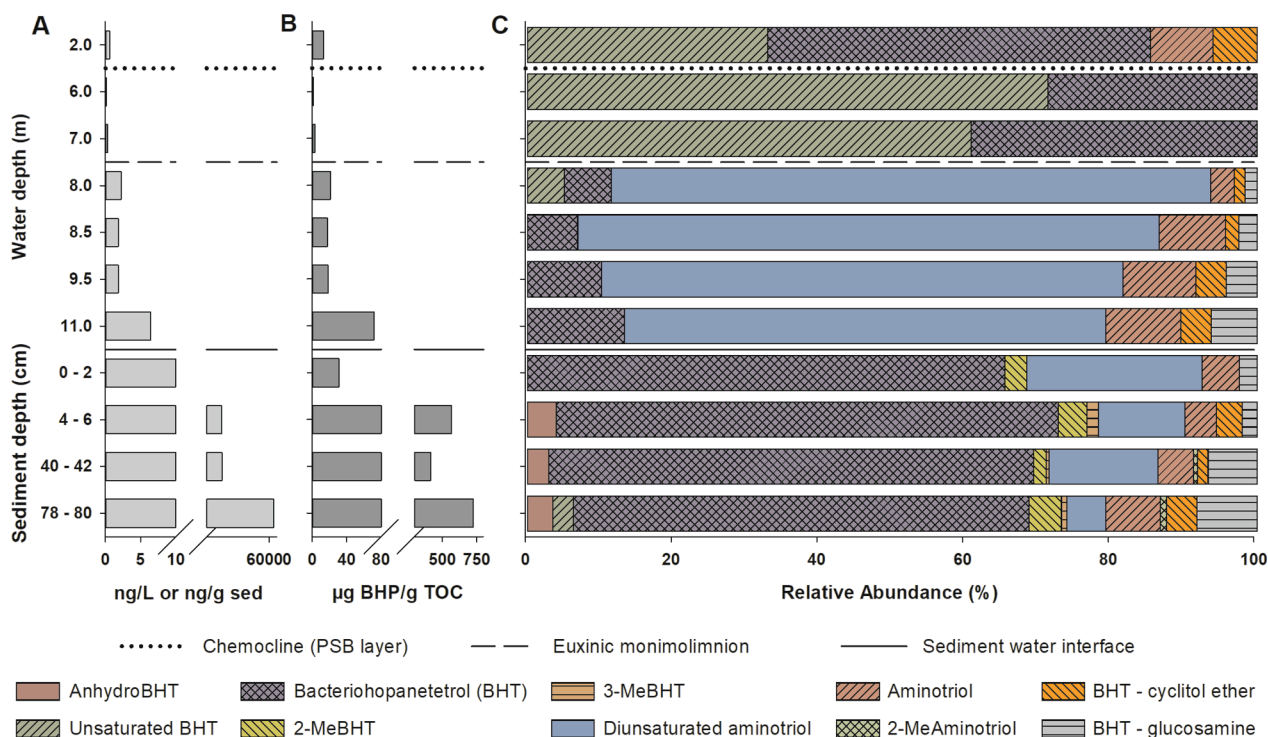 A
B
C
Water depth (m)
2.0
6.0
7.0
8.0
8.5
9.5
11.0
Sediment depth (cm)
0 - 2
4 - 6
40 - 42
78 - 80
0 5 10 60000
0 40 80 500 750
0 20 40 60 80 100
ng/L or ng/g sed
µg BHP/g TOC
Relative Abundance (%)
Chemocline (PSB layer) Euxinic monimolimnion Sediment water interface
AnhydroBHT Bacteriohopanetetrol (BHT) 3-MeBHT Aminotriol BHT - cyclitol ether
Unsaturated BHT 2-MeBHT Diunsaturated aminotriol 2-MeAminotriol BHT - glucosamine